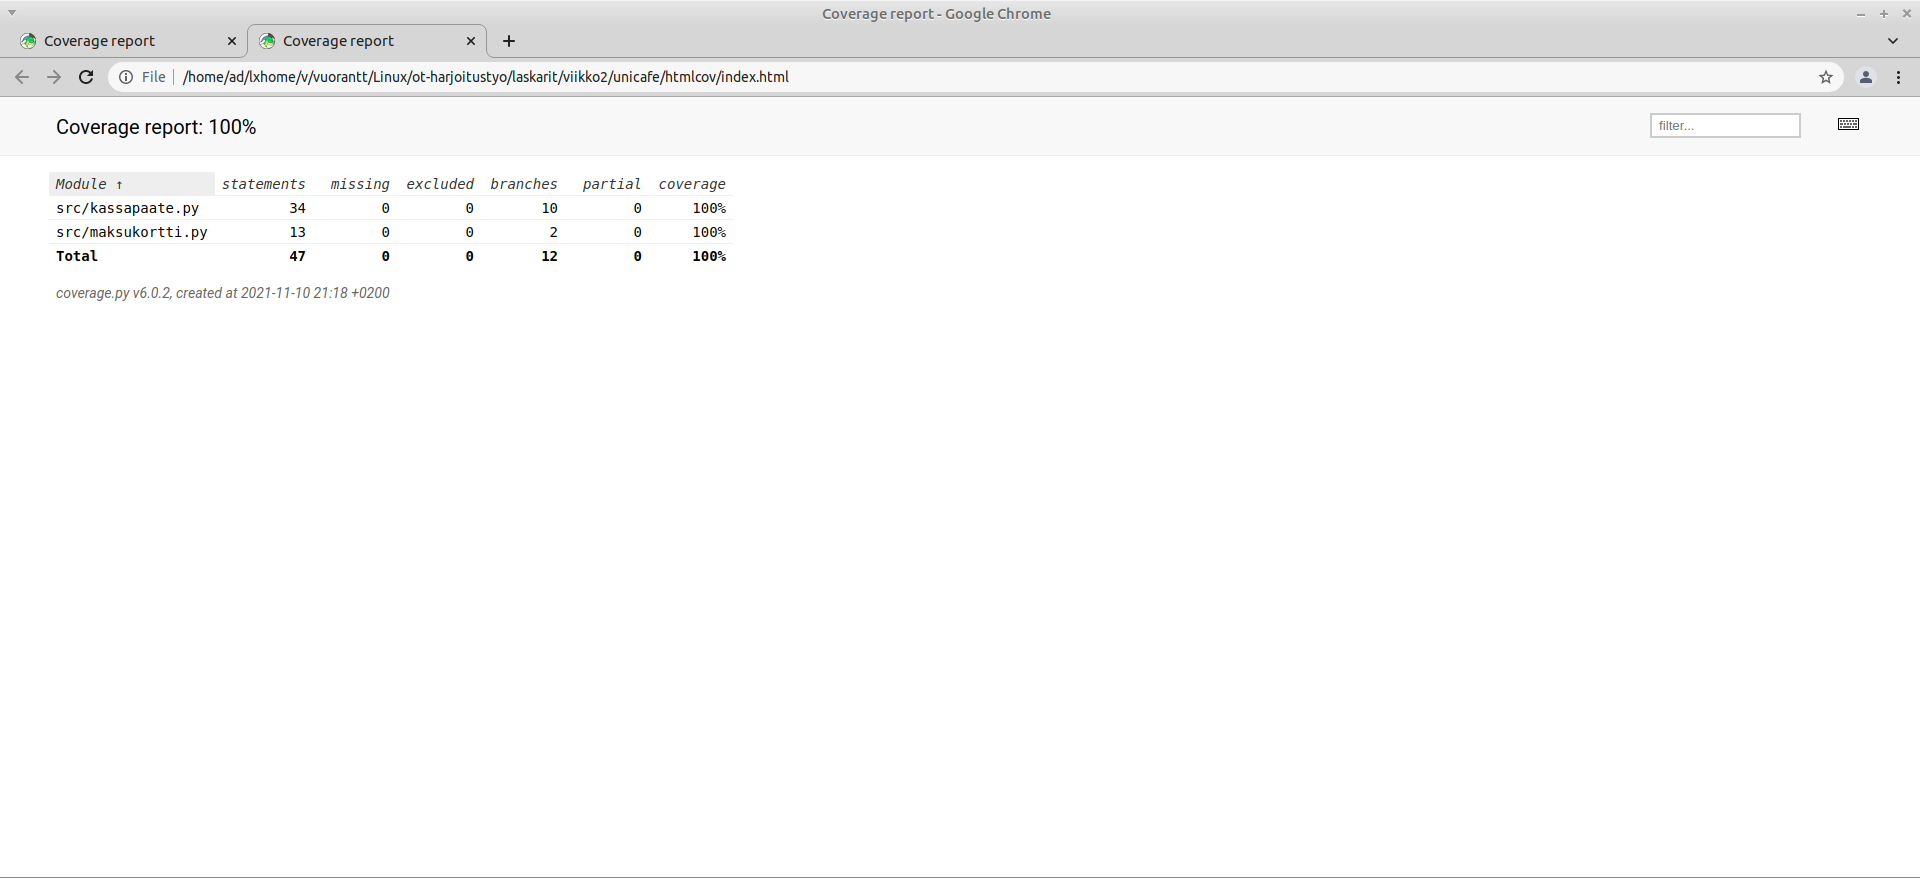 Coverage report - Google Chrome
Coverage report
Coverage report
File /home/ad/lxhome/v/vuorantt/Linux/ot-harjoitustyo/laskarit/viikko2/unicafe/htmlcov/index.html
Coverage report: 100%
filter...
Module ↑ statements missing excluded branches partial coverage
src/kassapaate.py 34 0 0 10 0 100%
src/maksukortti.py 13 0 0 2 0 100%
Total 47 0 0 12 0 100%
coverage.py v6.0.2, created at 2021-11-10 21:18 +0200